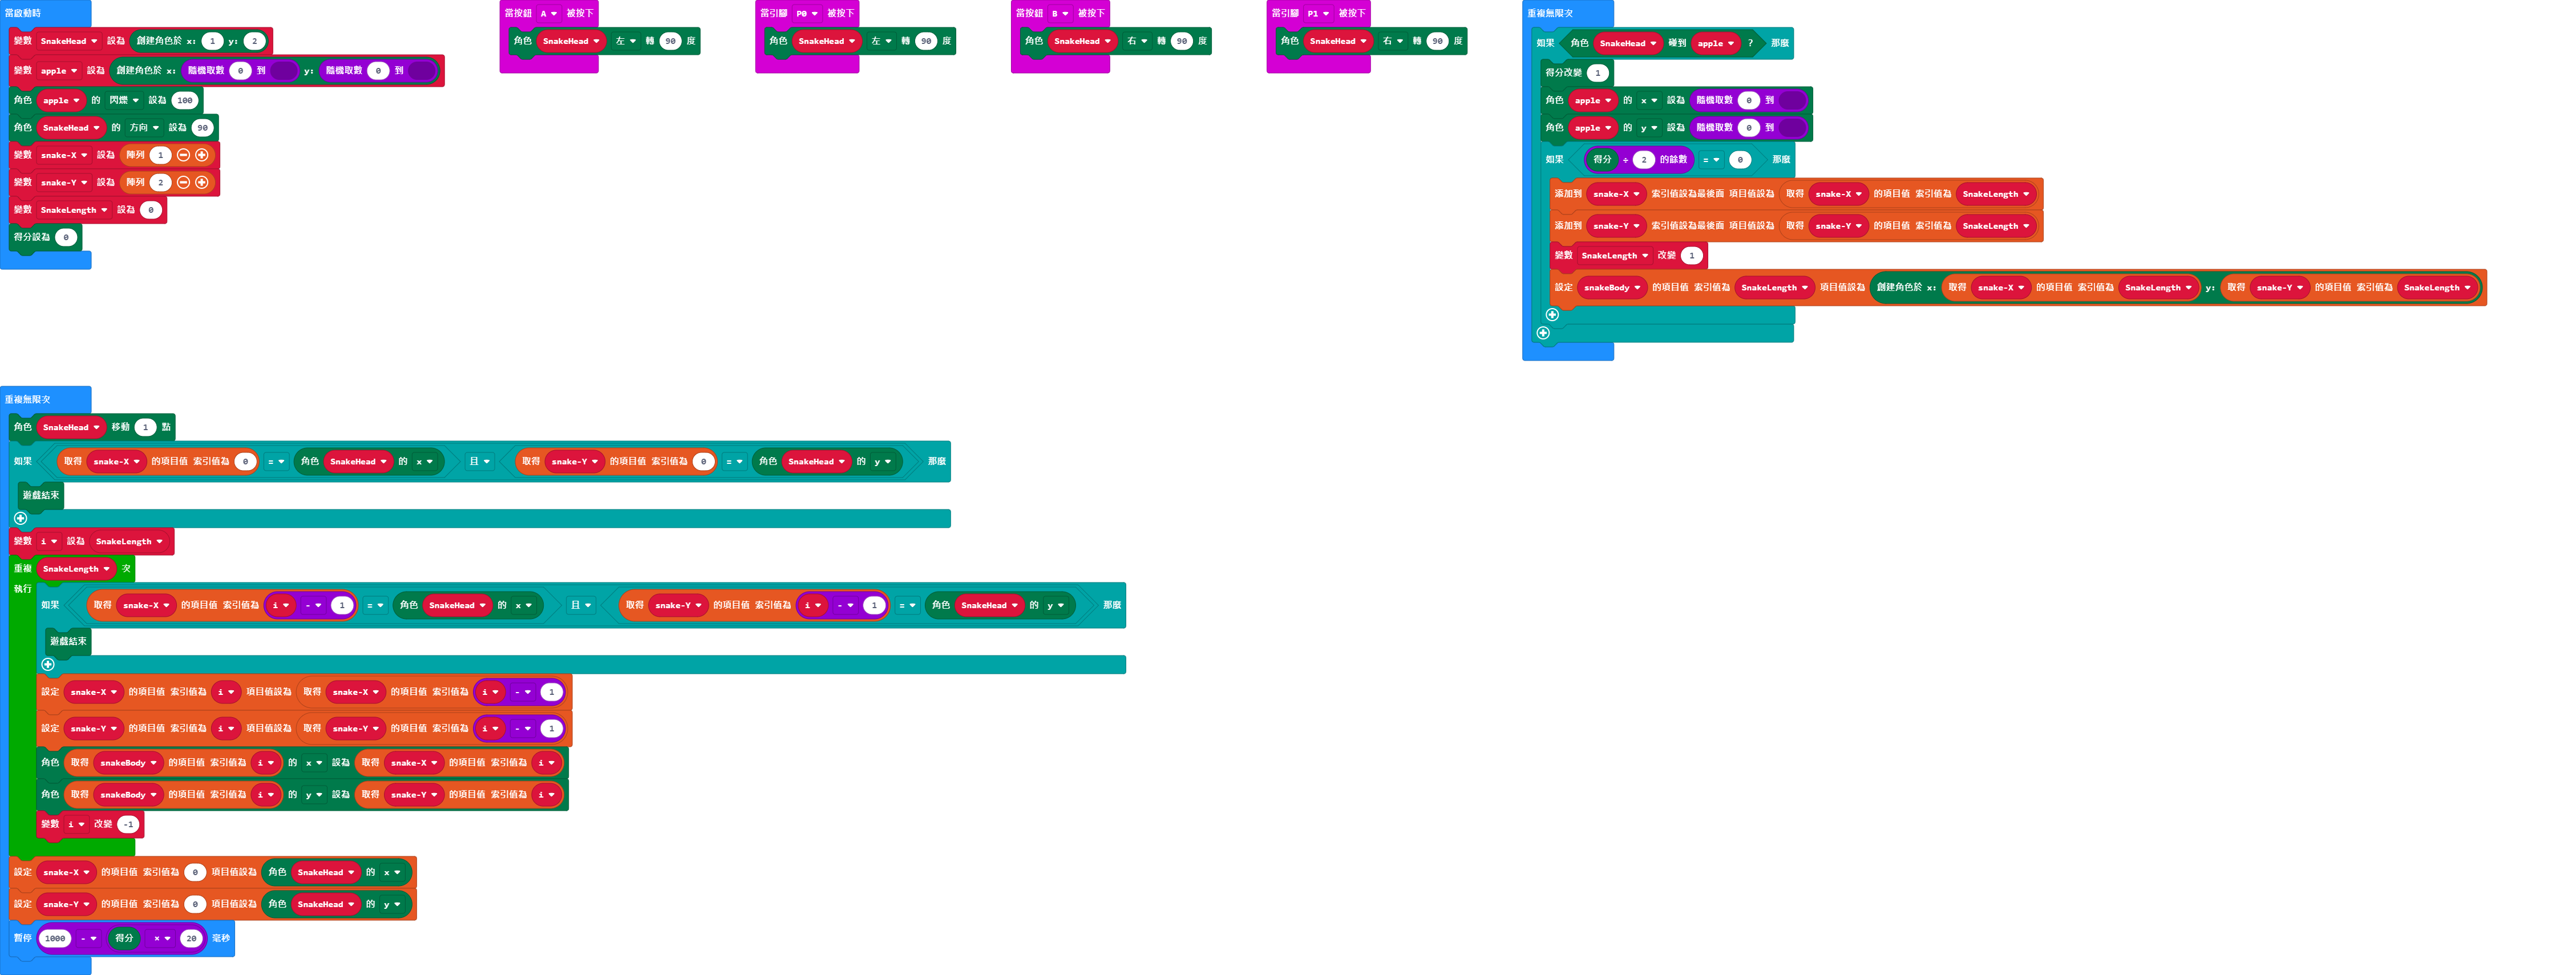 當啟動時
變數 SnakeHead 設為 創建角色於 x: 1 y: 2
變數 apple 設為 創建角色於 x: 隨機取數 0 到 y: 隨機取數 0 到
角色 apple 的 閃爍 設為 100
角色 SnakeHead 的 方向 設為 90
變數 snake-X 設為 陣列 1
變數 snake-Y 設為 陣列 2
變數 SnakeLength 設為 0
得分設為 0
當按鈕 A 被按下
角色 SnakeHead 左 轉 90 度
當引腳 P0 被按下
角色 SnakeHead 左 轉 90 度
當按鈕 B 被按下
角色 SnakeHead 右 轉 90 度
當引腳 P1 被按下
角色 SnakeHead 右 轉 90 度
重複無限次
如果 角色 SnakeHead 碰到 apple ? 那麼
得分改變 1
角色 apple 的 x 設為 隨機取數 0 到
角色 apple 的 y 設為 隨機取數 0 到
如果 得分 ÷ 2 的餘數 = 0 那麼
添加到 snake-X 索引值設為最後面 項目值設為 取得 snake-X 的項目值 索引值為 SnakeLength
添加到 snake-Y 索引值設為最後面 項目值設為 取得 snake-Y 的項目值 索引值為 SnakeLength
變數 SnakeLength 改變 1
設定 snakeBody 的項目值 索引值為 SnakeLength 項目值設為 創建角色於 x: 取得 snake-X 的項目值 索引值為 SnakeLength y: 取得 snake-Y 的項目值 索引值為 SnakeLength
重複無限次
角色 SnakeHead 移動 1 點
如果 取得 snake-X 的項目值 索引值為 0 = 角色 SnakeHead 的 x 且 取得 snake-Y 的項目值 索引值為 0 = 角色 SnakeHead 的 y 那麼
遊戲結束
變數 i 設為 SnakeLength
重複 SnakeLength 次
執行
如果 取得 snake-X 的項目值 索引值為 i - 1 = 角色 SnakeHead 的 x 且 取得 snake-Y 的項目值 索引值為 i - 1 = 角色 SnakeHead 的 y 那麼
遊戲結束
設定 snake-X 的項目值 索引值為 i 項目值設為 取得 snake-X 的項目值 索引值為 i - 1
設定 snake-Y 的項目值 索引值為 i 項目值設為 取得 snake-Y 的項目值 索引值為 i - 1
角色 取得 snakeBody 的項目值 索引值為 i 的 x 設為 取得 snake-X 的項目值 索引值為 i
角色 取得 snakeBody 的項目值 索引值為 i 的 y 設為 取得 snake-Y 的項目值 索引值為 i
變數 i 改變 -1
設定 snake-X 的項目值 索引值為 0 項目值設為 角色 SnakeHead 的 x
設定 snake-Y 的項目值 索引值為 0 項目值設為 角色 SnakeHead 的 y
暫停 1000 - 得分 × 20 毫秒